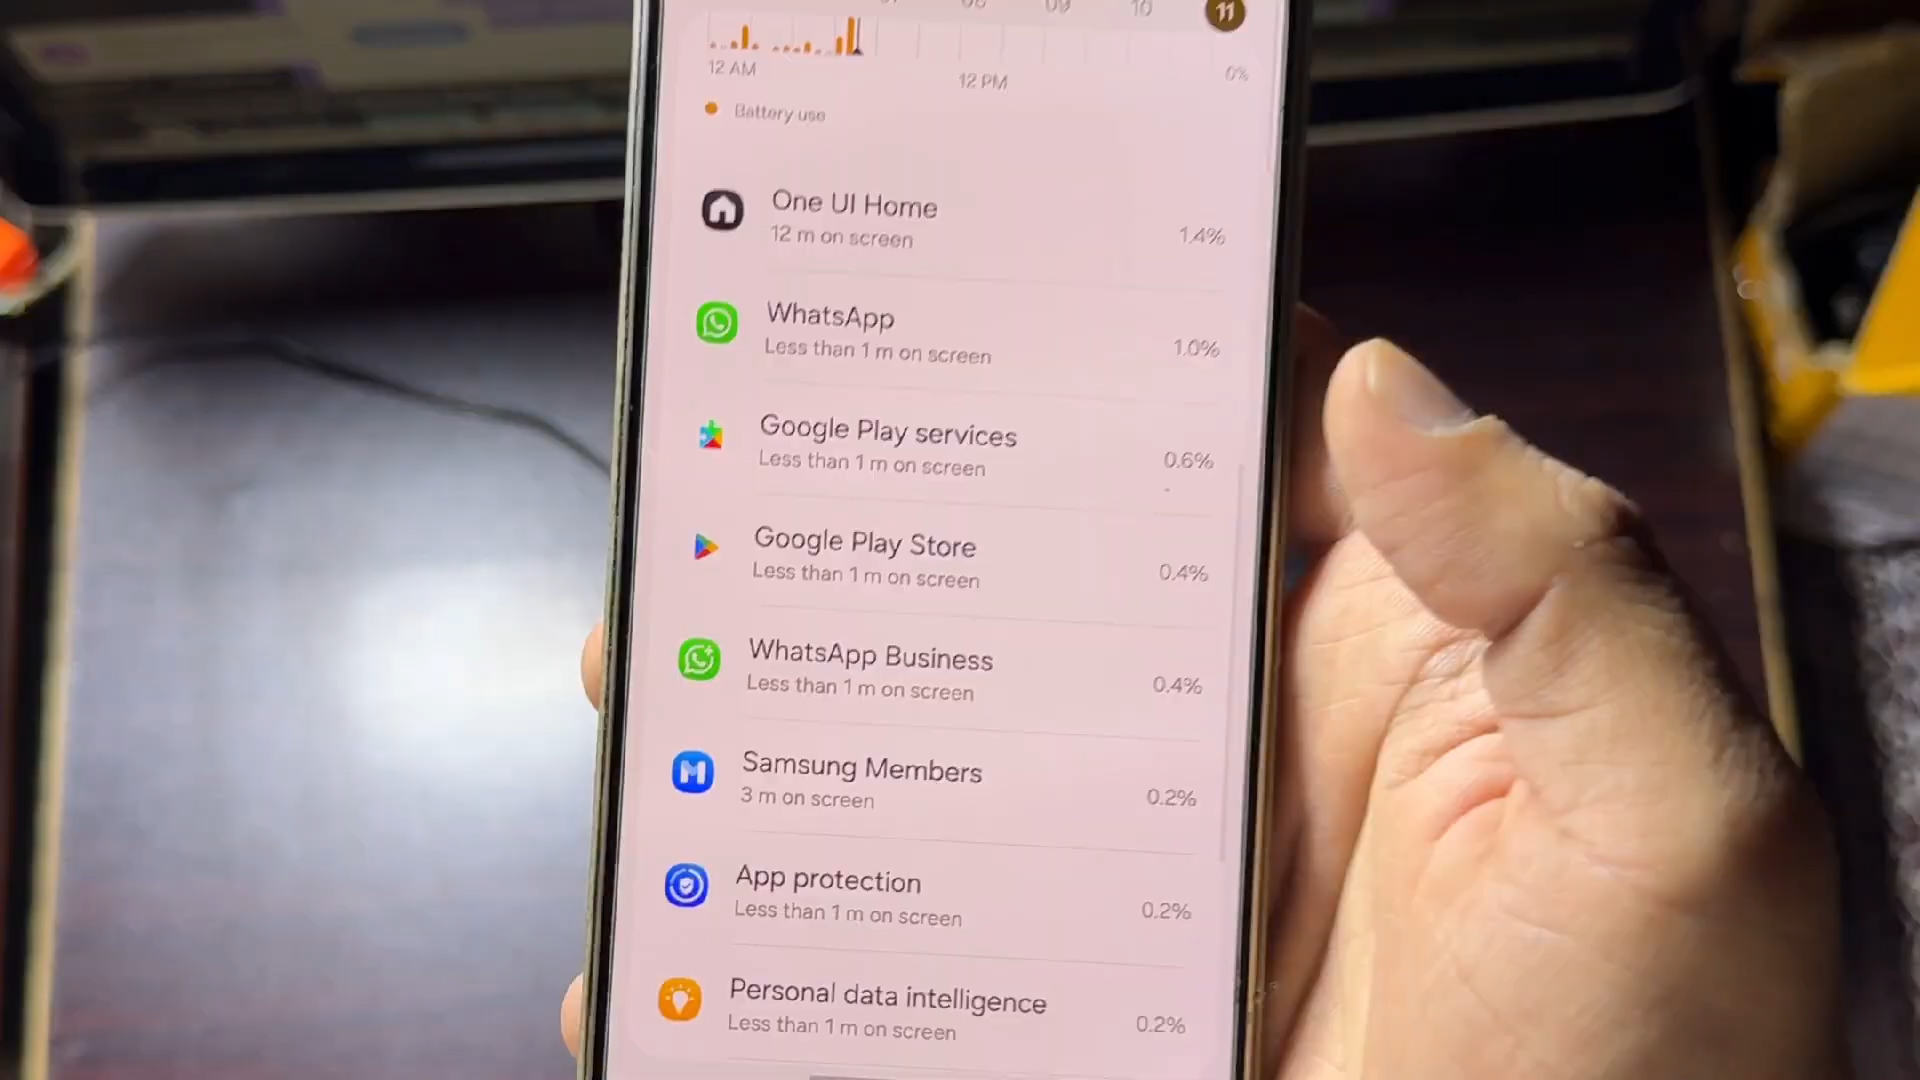 08 09 10 11
12 AM 12 PM 0%
Battery use
One UI Home
12 m on screen
1.4%
WhatsApp
Less than 1 m on screen
1.0%
Google Play services
Less than 1 m on screen
0.6%
Google Play Store
Less than 1 m on screen
0.4%
WhatsApp Business
Less than 1 m on screen
0.4%
Samsung Members
3 m on screen
0.2%
App protection
Less than 1 m on screen
0.2%
Personal data intelligence
Less than 1 m on screen
0.2%